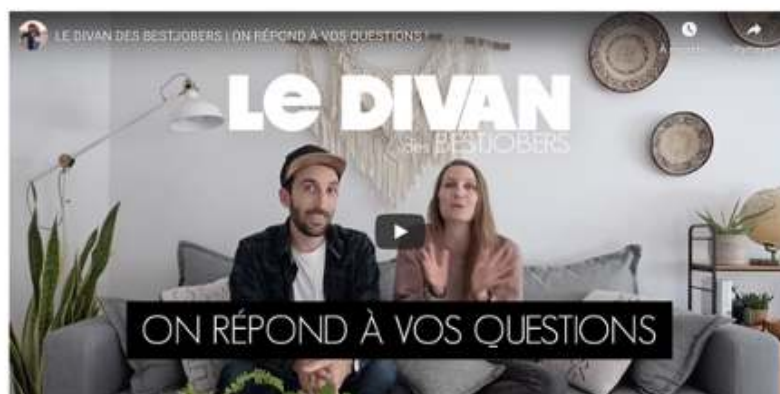 LE DIVAN DES BESTJOBERS | ON RÉPOND À VOS QUESTIONS !
Le DIVAN
des BESTJOBERS
ON RÉPOND À VOS QUESTIONS